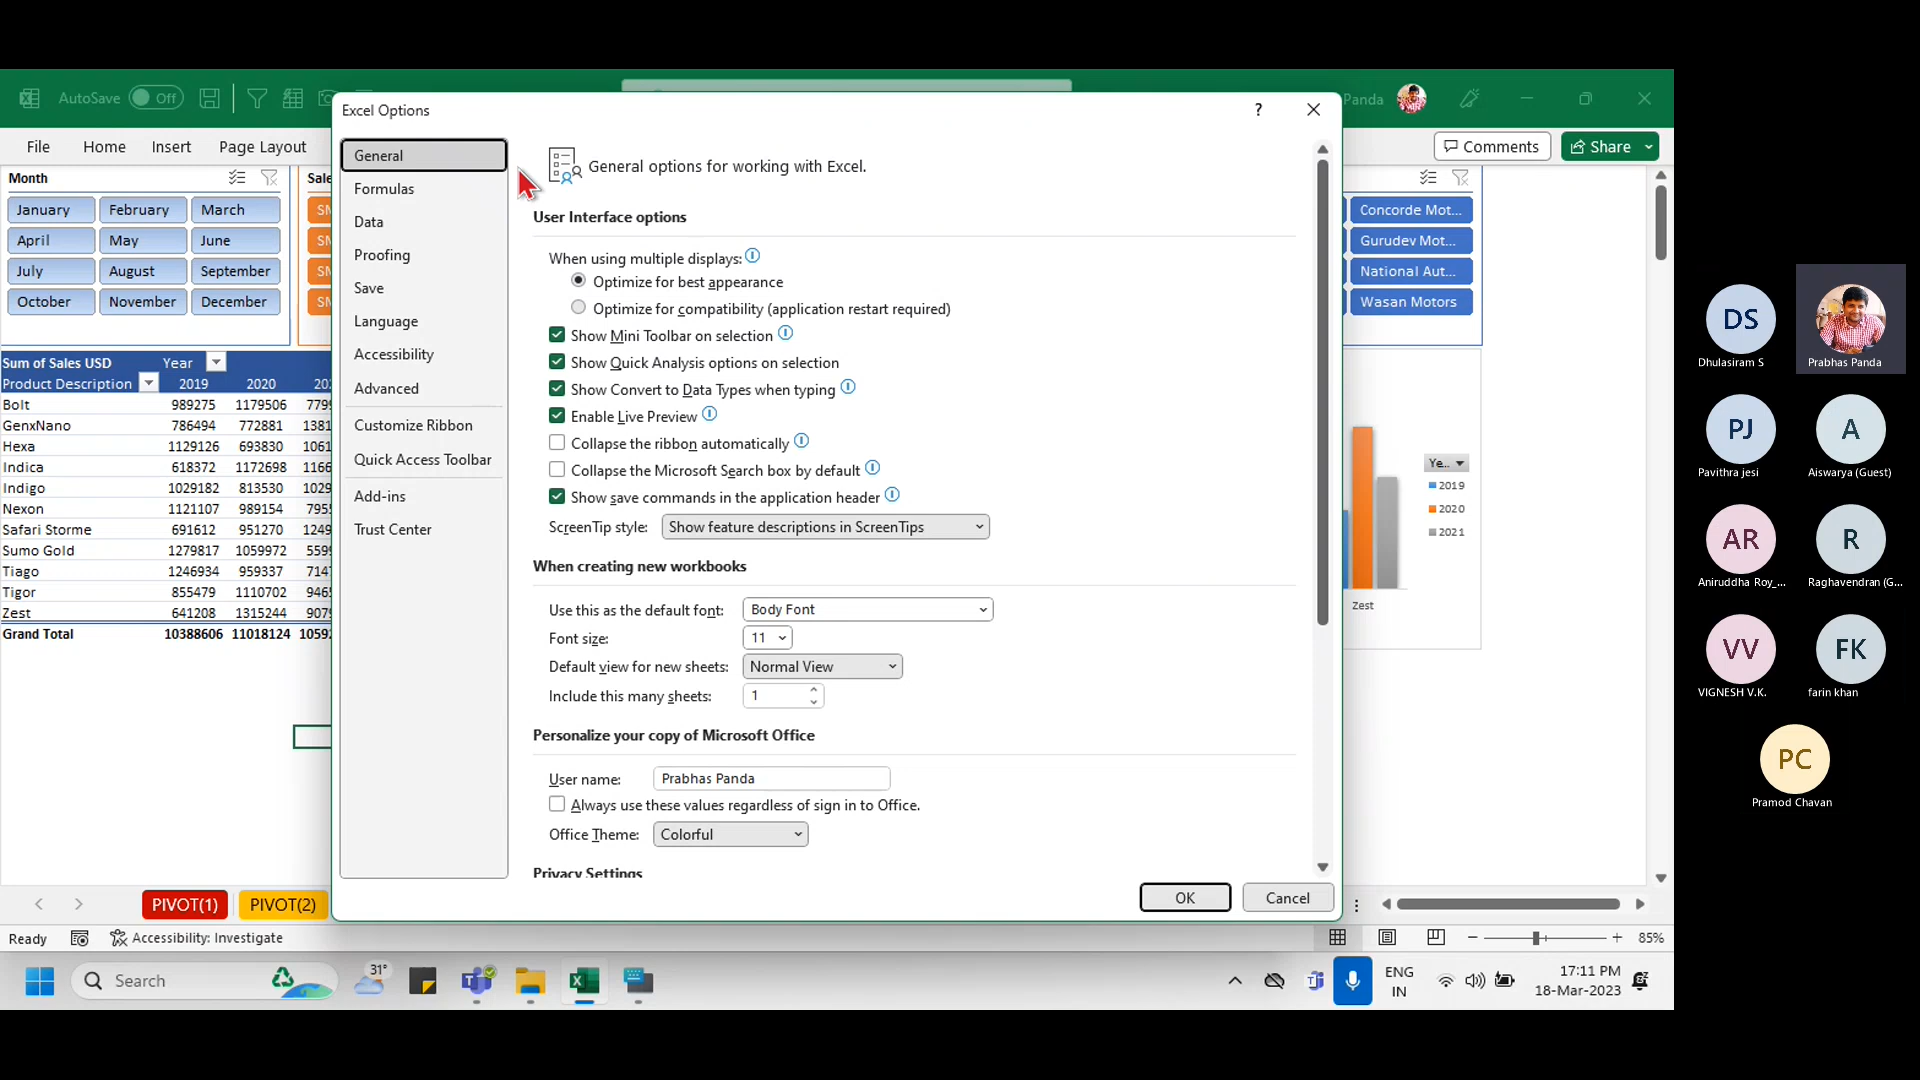 AutoSave Off
Panda
File Home Insert Page Layout
Comments Share
Month
January February March
April May June
July August September
October November December
Concorde Mot...
Gurudev Mot...
National Aut...
Wasan Motors
Sum of Sales USD Year
Product Description 2019 2020
Bolt 989275 1179506
GenxNano 786494 772881
Hexa 1129126 693830
Indica 618372 1172698
Indigo 1029182 813530
Nexon 1121107 989154
Safari Storme 691612 951270
Sumo Gold 1279817 1059972
Tiago 1246934 959337
Tigor 855479 1110702
Zest 641208 1315244
Grand Total 10388606 11018124
Excel Options ?
General
Formulas
Data
Proofing
Save
Language
Accessibility
Advanced
Customize Ribbon
Quick Access Toolbar
Add-ins
Trust Center
General options for working with Excel.
User Interface options
When using multiple displays:
Optimize for best appearance
Optimize for compatibility (application restart required)
Show Mini Toolbar on selection
Show Quick Analysis options on selection
Show Convert to Data Types when typing
Enable Live Preview
Collapse the ribbon automatically
Collapse the Microsoft Search box by default
Show save commands in the application header
ScreenTip style: Show feature descriptions in ScreenTips
When creating new workbooks
Use this as the default font: Body Font
Font size: 11
Default view for new sheets: Normal View
Include this many sheets: 1
Personalize your copy of Microsoft Office
User name: Prabhas Panda
Always use these values regardless of sign in to Office.
Office Theme: Colorful
Privacy Settings
OK Cancel
Ye...
2019
2020
2021
Zest
PIVOT(1) PIVOT(2)
Ready Accessibility: Investigate
85%
Search
31°
ENG
IN
17:11 PM
18-Mar-2023
DS
Dhulasiram S
Prabhas Panda
PJ
Pavithra jesi
A
Aiswarya (Guest)
AR
Aniruddha Roy_...
R
Raghavendran (G...
VV
VIGNESH V.K.
FK
farin khan
PC
Pramod Chavan